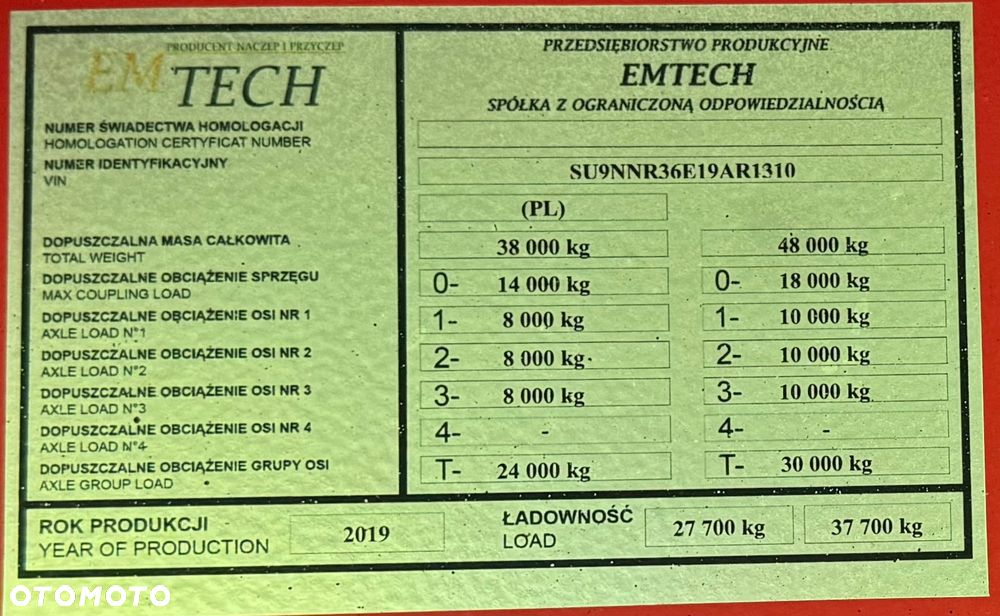 PRODUCENT NACZEP I PRZYCZEP
EMTECH
PRZEDSIĘBIORSTWO PRODUKCYJNE
EMTECH
SPÓŁKA Z OGRANICZONĄ ODPOWIEDZIALNOŚCIĄ
NUMER ŚWIADECTWA HOMOLOGACJI
HOMOLOGATION CERTYFICAT NUMBER
NUMER IDENTYFIKACYJNY
VIN
SU9NNR36E19AR1310
(PL)
DOPUSZCZALNA MASA CAŁKOWITA
TOTAL WEIGHT
38 000 kg 48 000 kg
DOPUSZCZALNE OBCIĄŻENIE SPRZĘGU
MAX COUPLING LOAD
0- 14 000 kg 0- 18 000 kg
DOPUSZCZALNE OBCIĄŻENIE OSI NR 1
AXLE LOAD N°1
1- 8 000 kg 1- 10 000 kg
DOPUSZCZALNE OBCIĄŻENIE OSI NR 2
AXLE LOAD N°2
2- 8 000 kg 2- 10 000 kg
DOPUSZCZALNE OBCIĄŻENIE OSI NR 3
AXLE LOAD N°3
3- 8 000 kg 3- 10 000 kg
DOPUSZCZALNE OBCIĄŻENIE OSI NR 4
AXLE LOAD N°4
4- - 4- -
DOPUSZCZALNE OBCIĄŻENIE GRUPY OSI
AXLE GROUP LOAD
T- 24 000 kg T- 30 000 kg
ROK PRODUKCJI
YEAR OF PRODUCTION
2019
ŁADOWNOŚĆ
LOAD
27 700 kg 37 700 kg
OTOMOTO